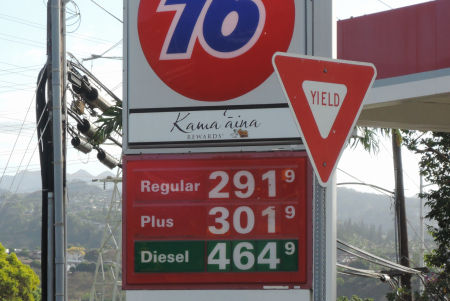 76
Kama'āina
REWARDS
YIELD
Regular 291 9
Plus 301 9
Diesel 464 9